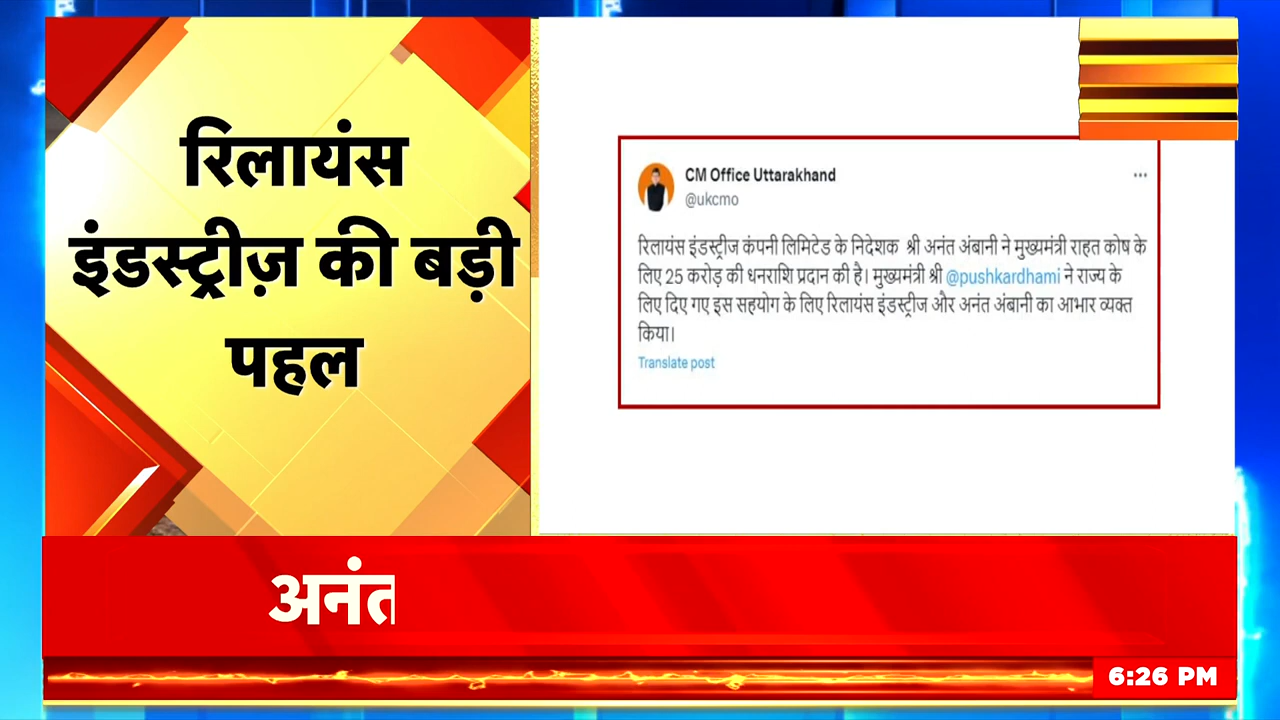 रिलायंस
इंडस्ट्रीज़ की बड़ी
पहल
CM Office Uttarakhand
@ukcmo
रिलायंस इंडस्ट्रीज कंपनी लिमिटेड के निदेशक श्री अनंत अंबानी ने मुख्यमंत्री राहत कोष के
लिए 25 करोड़ की धनराशि प्रदान की है। मुख्यमंत्री श्री @pushkardhami ने राज्य के
लिए दिए गए इस सहयोग के लिए रिलायंस इंडस्ट्रीज और अनंत अंबानी का आभार व्यक्त
किया।
Translate post
अनंत
6:26 PM